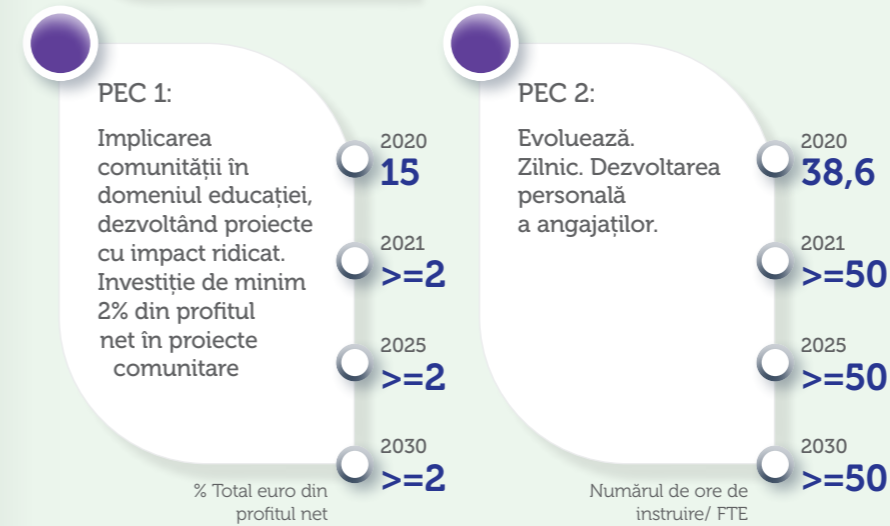 PEC 1:
Implicarea
comunității în
domeniul educației,
dezvoltând proiecte
cu impact ridicat.
Investiție de minim
2% din profitul
net în proiecte
comunitare
2020
15
2021
>=2
2025
>=2
2030
>=2
% Total euro din
profitul net
PEC 2:
Evoluează.
Zilnic. Dezvoltarea
personală
a angajaților.
2020
38,6
2021
>=50
2025
>=50
2030
>=50
Numărul de ore de
instruire/ FTE